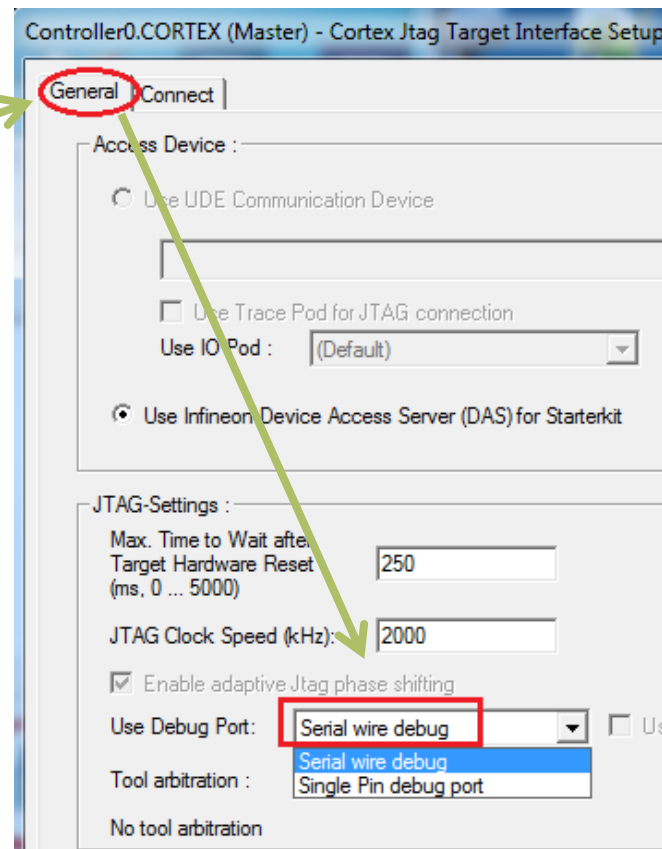 Controller0.CORTEX (Master) - Cortex Jtag Target Interface Setup
General Connect
Access Device :
Use UDE Communication Device
Use Trace Pod for JTAG connection
Use IO Pod : (Default)
Use Infineon Device Access Server (DAS) for Starterkit
JTAG-Settings :
Max. Time to Wait after
Target Hardware Reset 250
(ms, 0 ... 5000)
JTAG Clock Speed (kHz): 2000
Enable adaptive Jtag phase shifting
Use Debug Port: Serial wire debug
Serial wire debug
Tool arbitration : Single Pin debug port
No tool arbitration